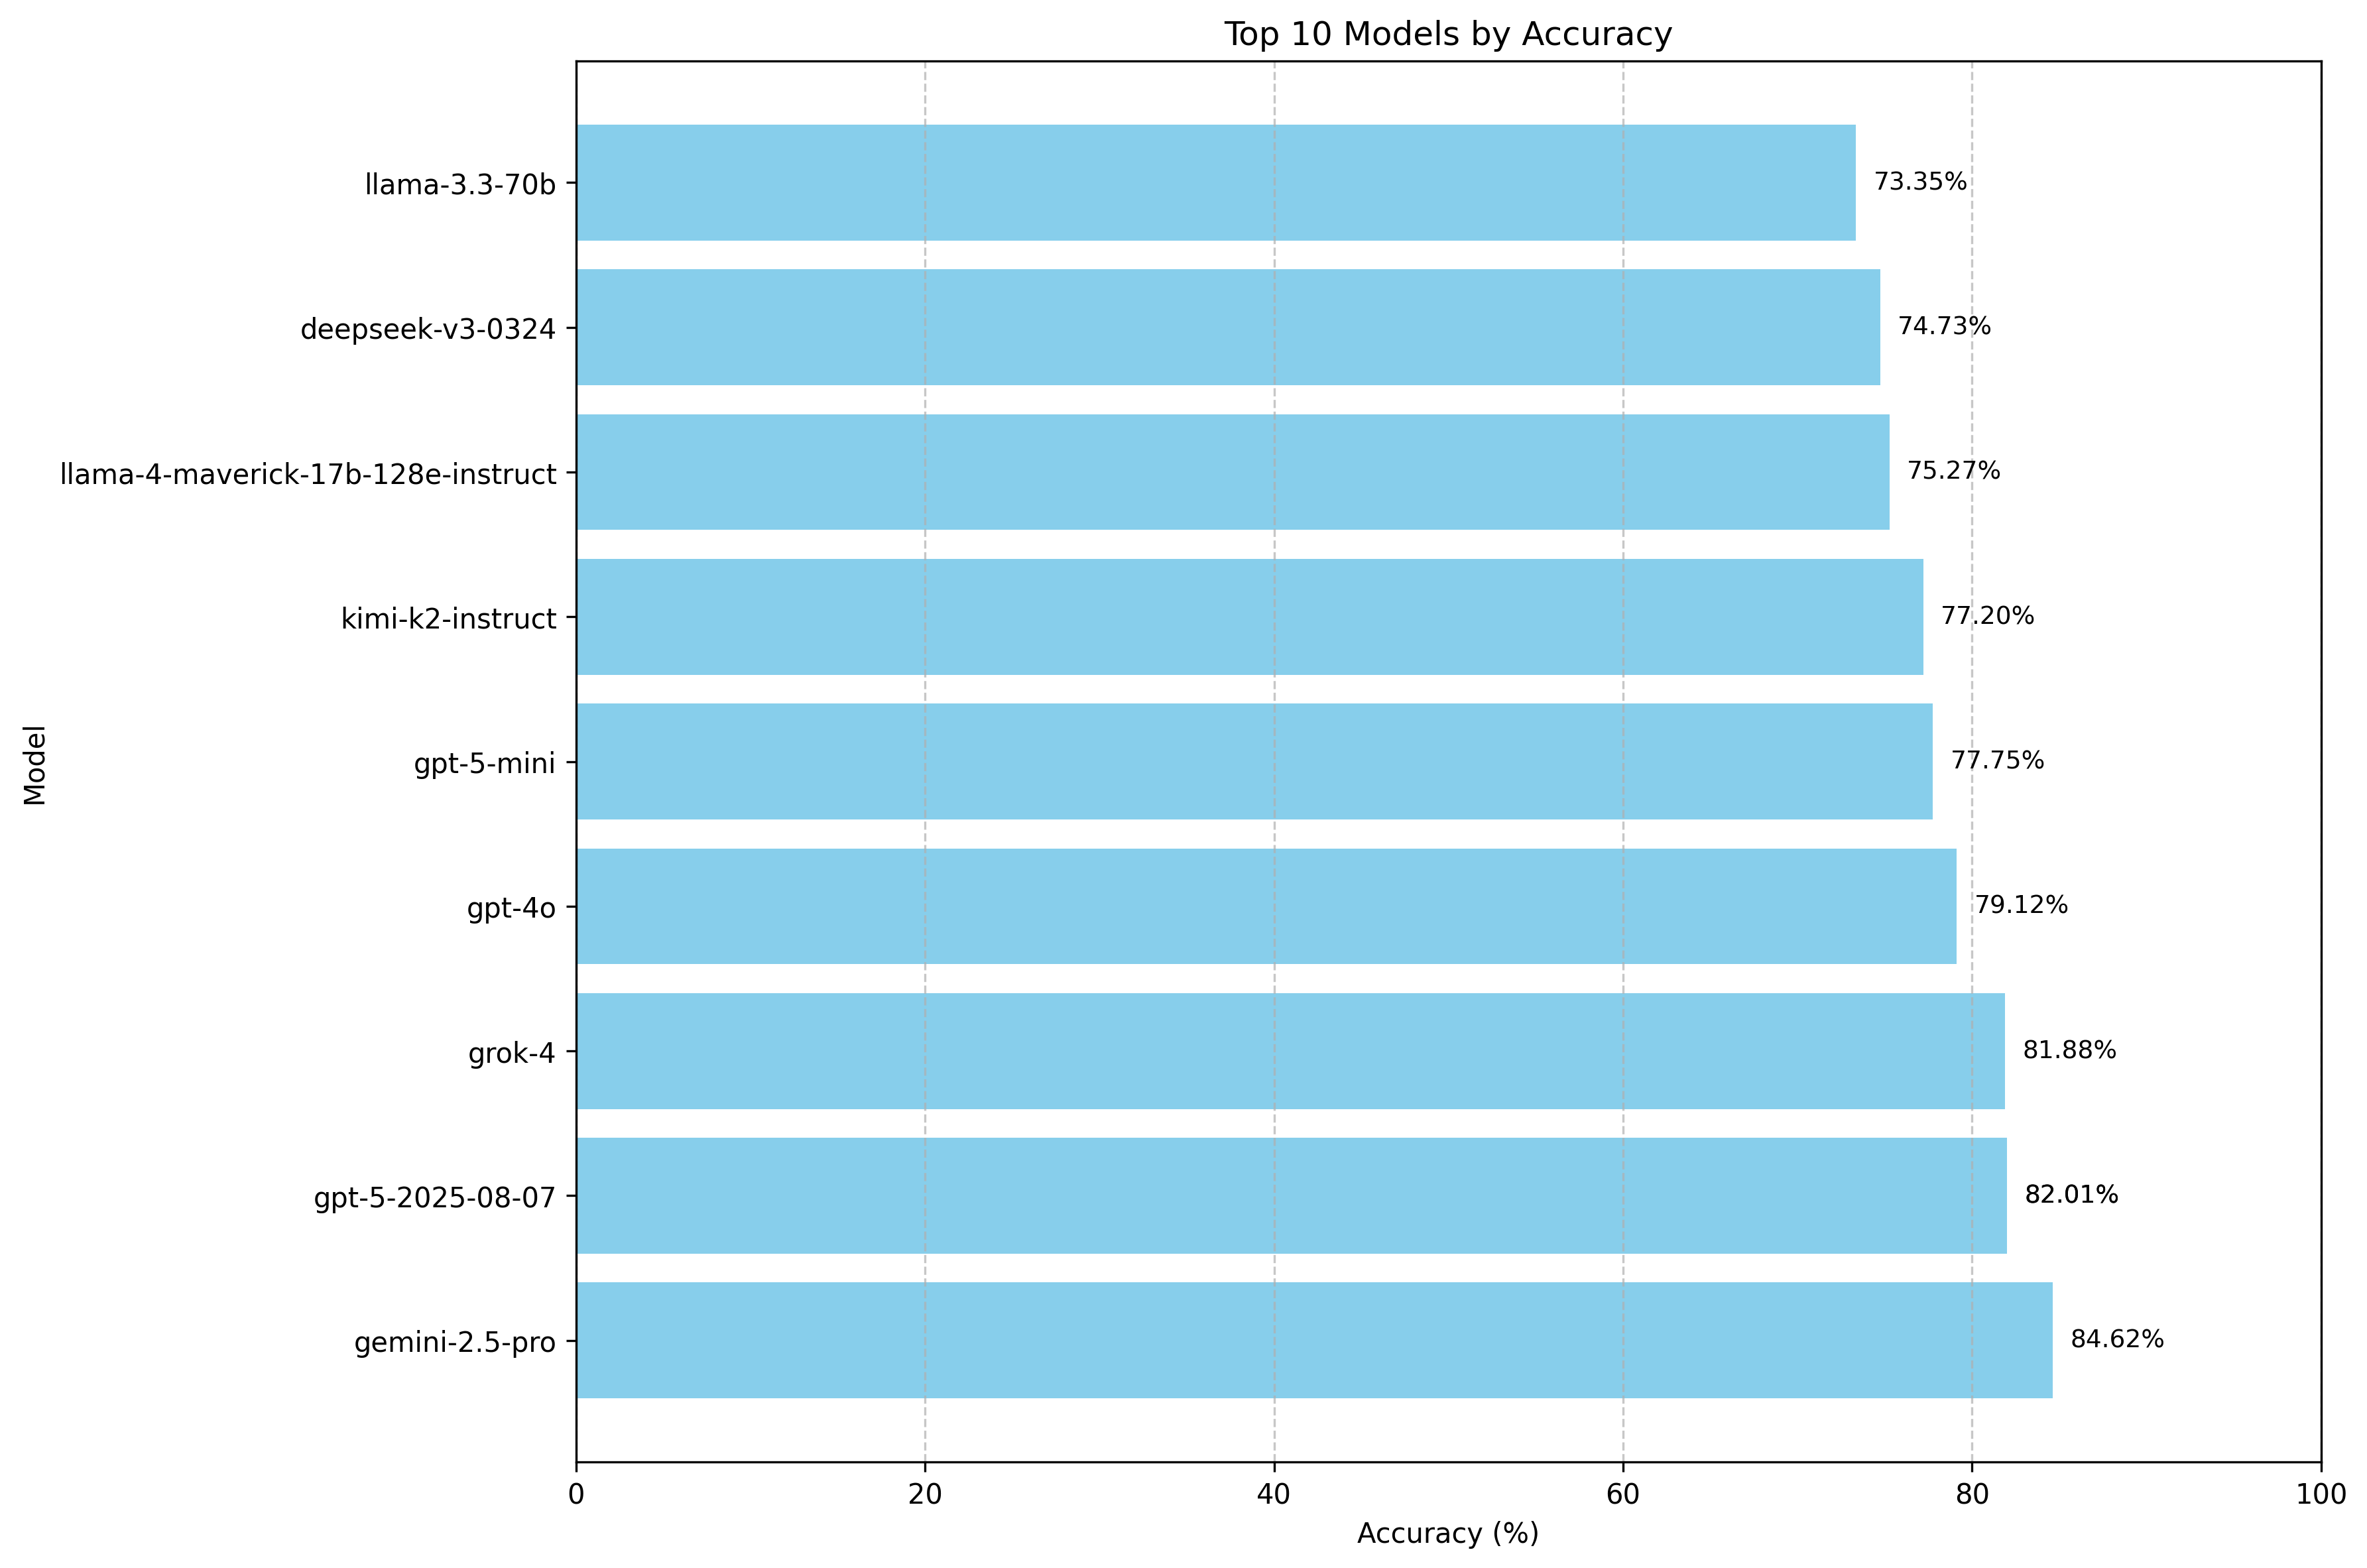 Top 10 Models by Accuracy
llama-3.3-70b
73.35%
deepseek-v3-0324
74.73%
llama-4-maverick-17b-128e-instruct
75.27%
kimi-k2-instruct
77.20%
gpt-5-mini
77.75%
gpt-4o
79.12%
grok-4
81.88%
gpt-5-2025-08-07
82.01%
gemini-2.5-pro
84.62%
Model
0 20 40 60 80 100
Accuracy (%)